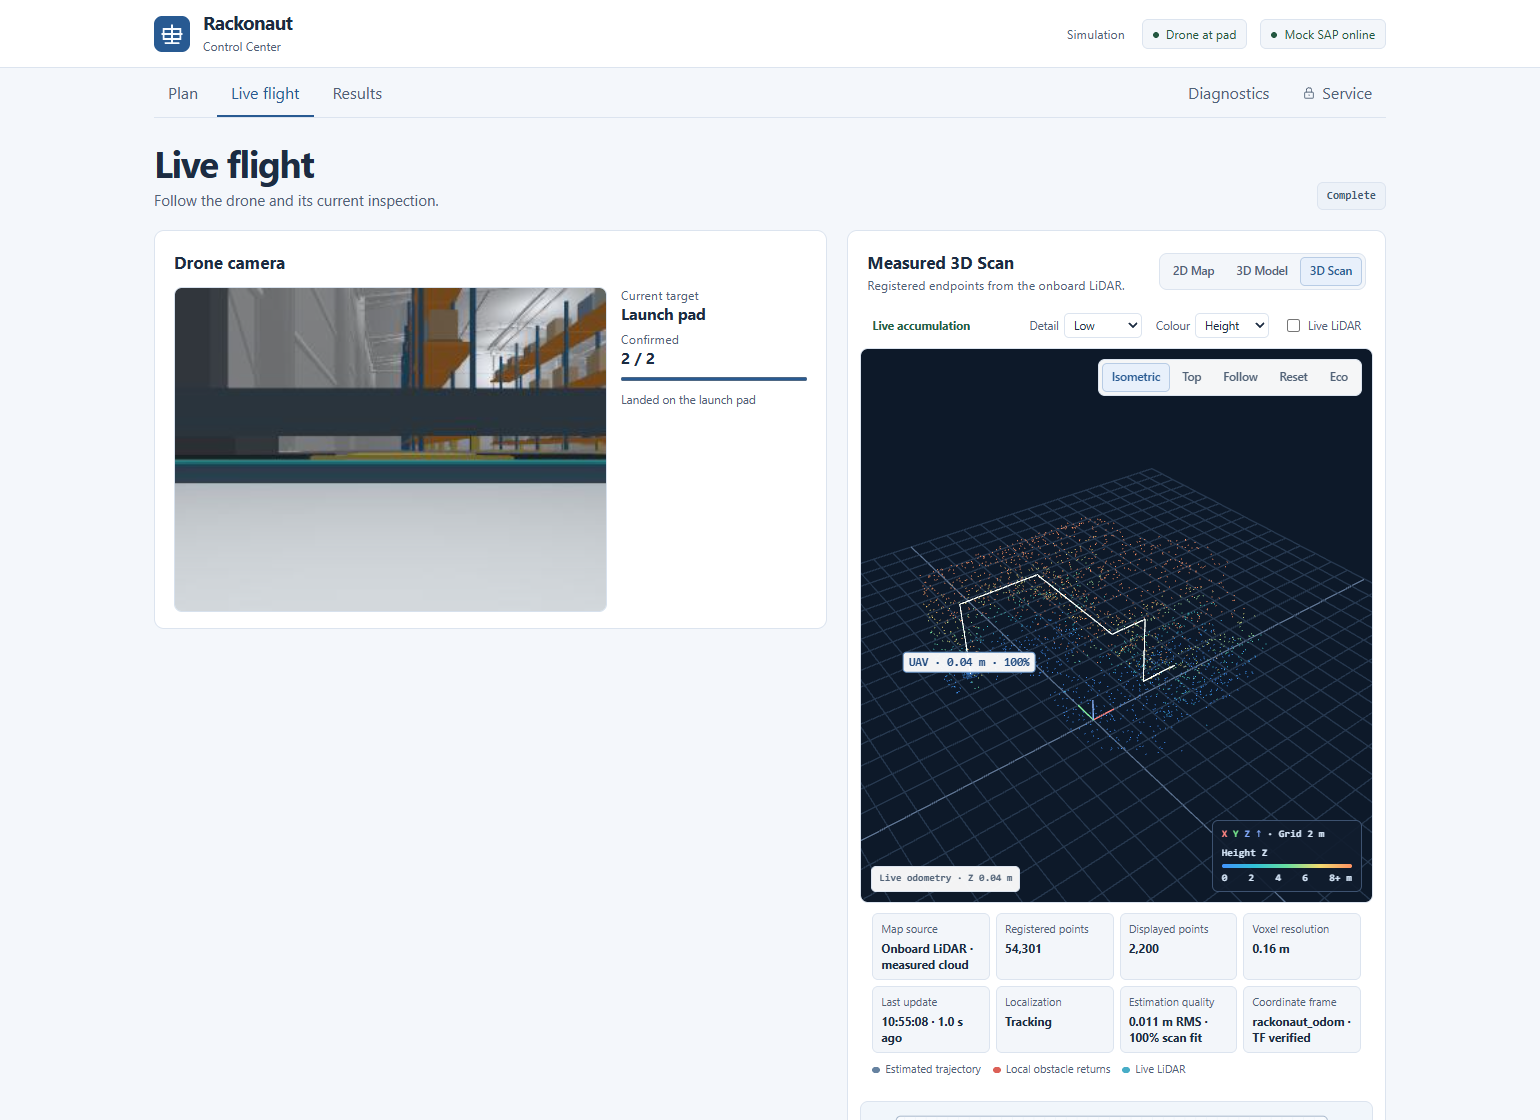 Rackonaut
Control Center
Simulation
Drone at pad
Mock SAP online
Plan
Live flight
Results
Diagnostics
Service
Live flight
Follow the drone and its current inspection.
Complete
Drone camera
Current target
Launch pad
Confirmed
2 / 2
Landed on the launch pad
Measured 3D Scan
Registered endpoints from the onboard LiDAR.
2D Map
3D Model
3D Scan
Live accumulation
Detail
Low
Colour
Height
Live LiDAR
Isometric
Top
Follow
Reset
Eco
UAV · 0.04 m · 100%
X Y Z ↑ · Grid 2 m
Height Z
0 2 4 6 8+ m
Live odometry · Z 0.04 m
Map source
Onboard LiDAR ·
measured cloud
Registered points
54,301
Displayed points
2,200
Voxel resolution
0.16 m
Last update
10:55:08 · 1.0 s
ago
Localization
Tracking
Estimation quality
0.011 m RMS ·
100% scan fit
Coordinate frame
rackonaut_odom ·
TF verified
Estimated trajectory
Local obstacle returns
Live LiDAR